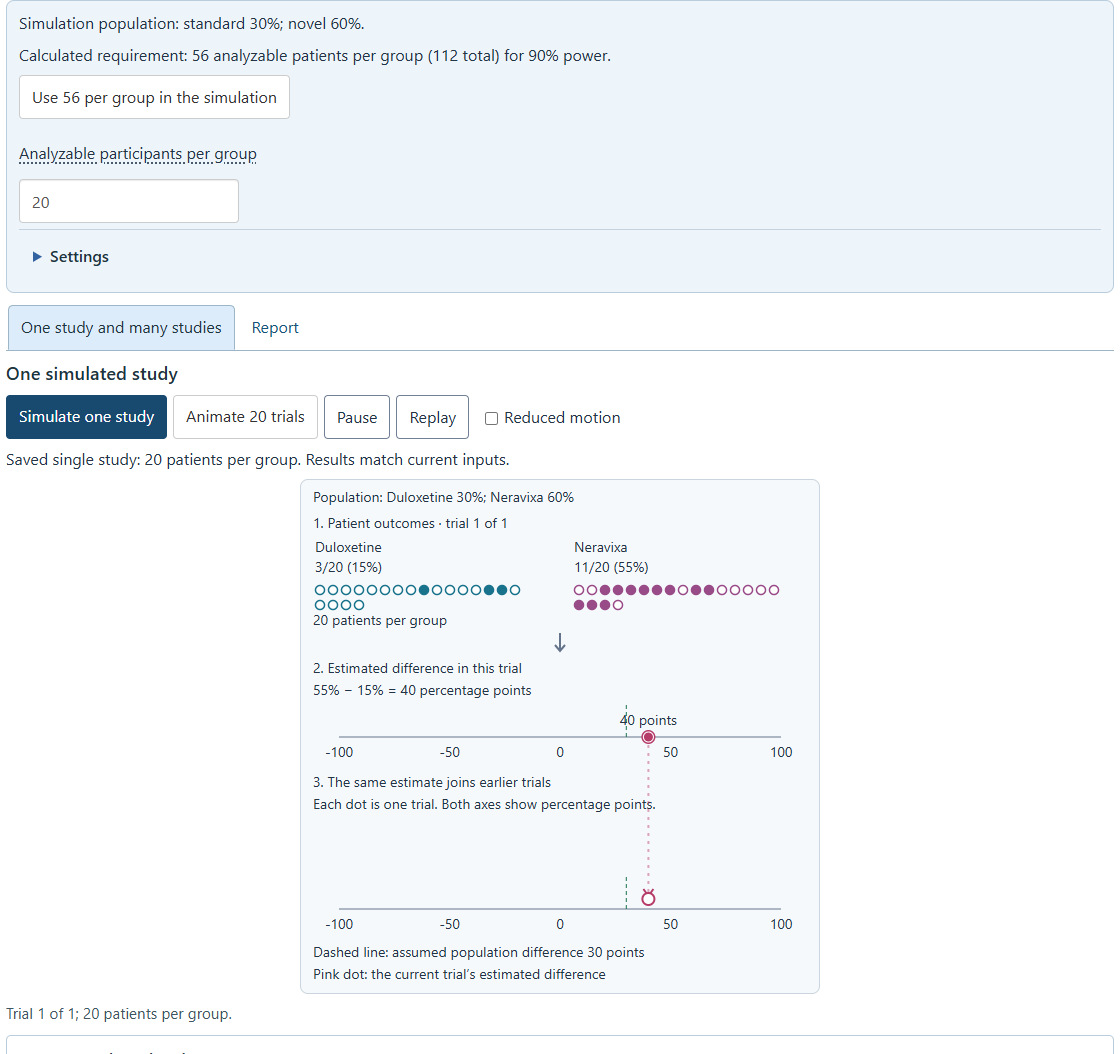 Simulation population: standard 30%; novel 60%.
Calculated requirement: 56 analyzable patients per group (112 total) for 90% power.
Use 56 per group in the simulation
Analyzable participants per group
20
Settings
One study and many studies Report
One simulated study
Simulate one study Animate 20 trials Pause Replay Reduced motion
Saved single study: 20 patients per group. Results match current inputs.
Population: Duloxetine 30%; Neravixa 60%
1. Patient outcomes · trial 1 of 1
Duloxetine Neravixa
3/20 (15%) 11/20 (55%)
20 patients per group
2. Estimated difference in this trial
55% − 15% = 40 percentage points
40 points
-100 -50 0 50 100
3. The same estimate joins earlier trials
Each dot is one trial. Both axes show percentage points.
-100 -50 0 50 100
Dashed line: assumed population difference 30 points
Pink dot: the current trial's estimated difference
Trial 1 of 1; 20 patients per group.